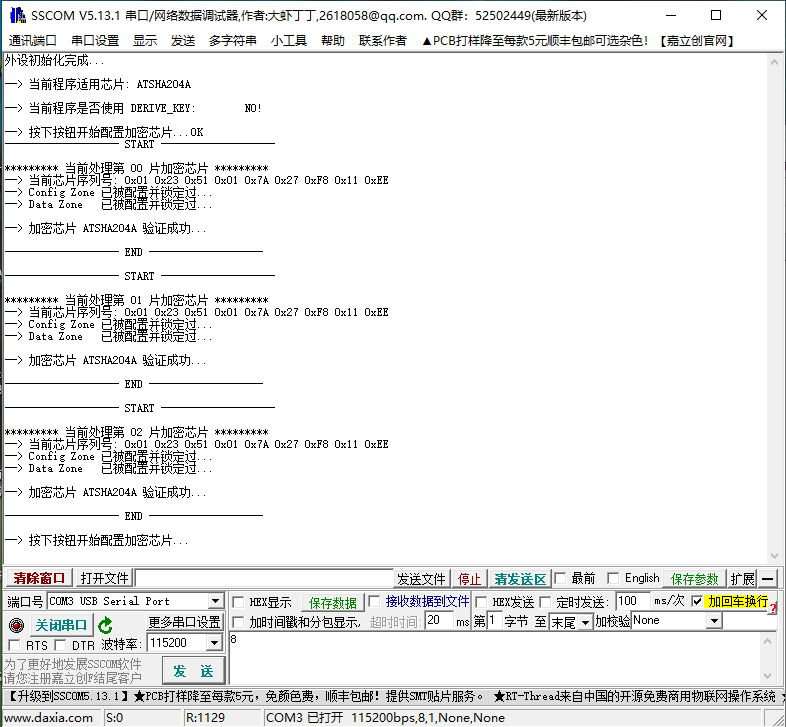 SSCOM V5.13.1 串口/网络数据调试器,作者:大虾丁丁,2618058@qq.com. QQ群: 52502449(最新版本)
通讯端口 串口设置 显示 发送 多字符串 小工具 帮助 联系作者 ▲PCB打样降至每款5元顺丰包邮可选杂色! 【嘉立创官网】
外设初始化完成...
—> 当前程序适用芯片: ATSHA204A
—> 当前程序是否使用 DERIVE_KEY: NO!
—> 按下按钮开始配置加密芯片...OK
START
********* 当前处理第 00 片加密芯片 *********
—> 当前芯片序列号: 0x01 0x23 0x51 0x01 0x7A 0x27 0xF8 0x11 0xEE
—> Config Zone 已被配置并锁定过...
—> Data Zone 已被配置并锁定过...
—> 加密芯片 ATSHA204A 验证成功...
END
START
********* 当前处理第 01 片加密芯片 *********
—> 当前芯片序列号: 0x01 0x23 0x51 0x01 0x7A 0x27 0xF8 0x11 0xEE
—> Config Zone 已被配置并锁定过...
—> Data Zone 已被配置并锁定过...
—> 加密芯片 ATSHA204A 验证成功...
END
START
********* 当前处理第 02 片加密芯片 *********
—> 当前芯片序列号: 0x01 0x23 0x51 0x01 0x7A 0x27 0xF8 0x11 0xEE
—> Config Zone 已被配置并锁定过...
—> Data Zone 已被配置并锁定过...
—> 加密芯片 ATSHA204A 验证成功...
END
—> 按下按钮开始配置加密芯片...
清除窗口 打开文件 发送文件 停止 清发送区 最前 English 保存参数 扩展 —
端口号 COM3 USB Serial Port HEX显示 保存数据 接收数据到文件 HEX发送 定时发送: 100 ms/次 加回车换行 ?
关闭串口 更多串口设置 加时间戳和分包显示, 超时时间: 20 ms 第 1 字节 至 末尾 加校验 None
RTS DTR 波特率: 115200 8
为了更好地发展SSCOM软件
请您注册嘉立创F结尾客户
发 送
【升级到SSCOM5.13.1】★PCB打样降至每款5元，免颜色费，顺丰包邮！提供SMT贴片服务。 ★RT-Thread来自中国的开源免费商用物联网操作系统
www.daxia.com S:0 R:1129 COM3 已打开 115200bps,8,1,None,None